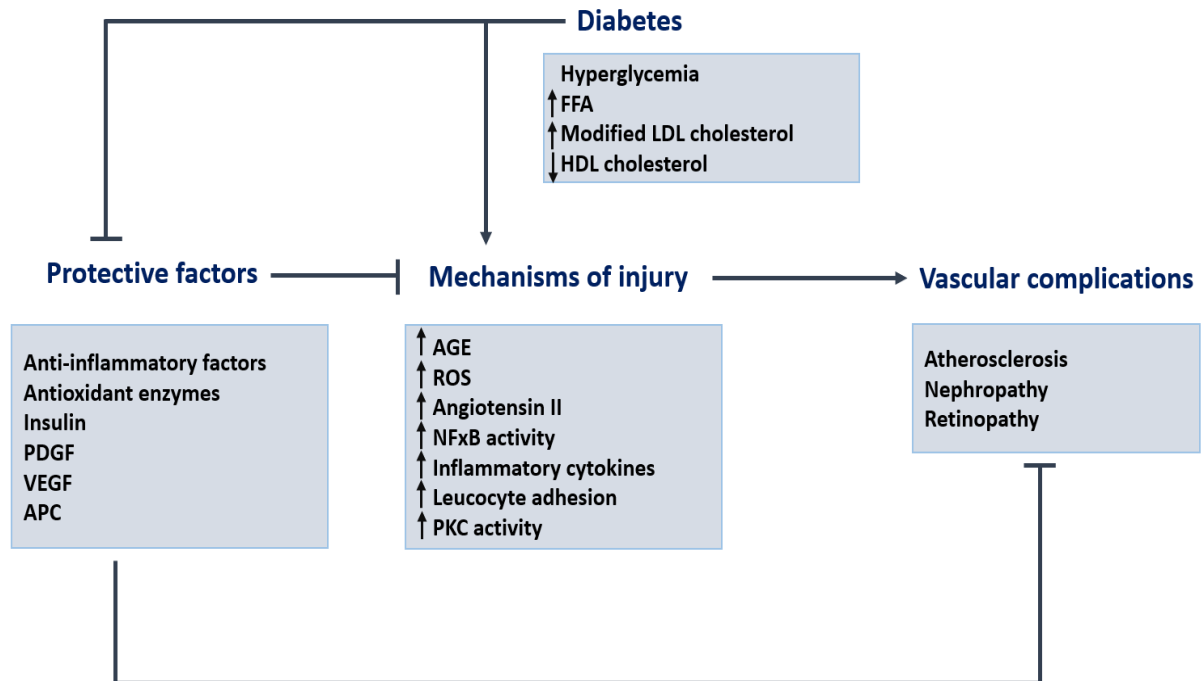 Diabetes
Hyperglycemia
↑ FFA
↑ Modified LDL cholesterol
↓ HDL cholesterol
Protective factors
Mechanisms of injury
Vascular complications
Anti-inflammatory factors
Antioxidant enzymes
Insulin
PDGF
VEGF
APC
↑ AGE
↑ ROS
↑ Angiotensin II
↑ NFxB activity
↑ Inflammatory cytokines
↑ Leucocyte adhesion
↑ PKC activity
Atherosclerosis
Nephropathy
Retinopathy